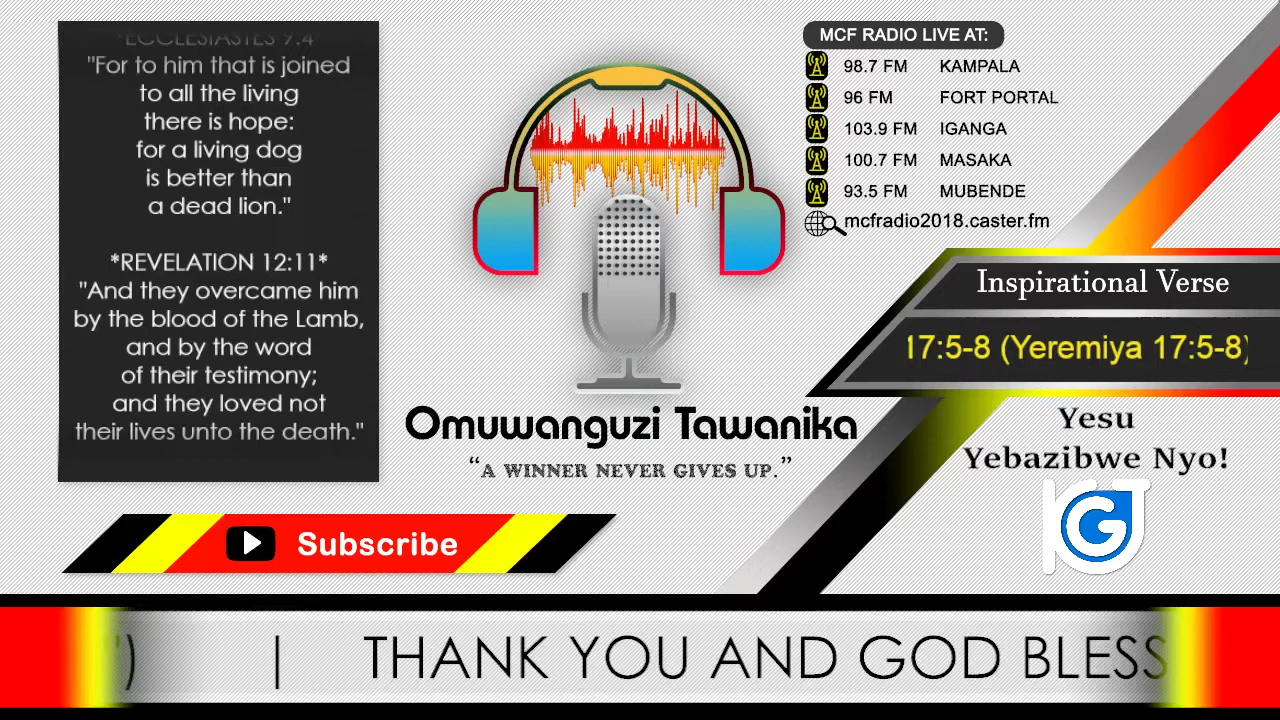 *ECCLESIASTES 9:4*
"For to him that is joined
to all the living
there is hope:
for a living dog
is better than
a dead lion."
*REVELATION 12:11*
"And they overcame him
by the blood of the Lamb,
and by the word
of their testimony;
and they loved not
their lives unto the death."
Omuwanguzi Tawanika
“A WINNER NEVER GIVES UP.”
MCF RADIO LIVE AT:
98.7 FM KAMPALA
96 FM FORT PORTAL
103.9 FM IGANGA
100.7 FM MASAKA
93.5 FM MUBENDE
mcfradio2018.caster.fm
Inspirational Verse
17:5-8 (Yeremiya 17:5-8)
Yesu
Yebazibwe Nyo!
KGJ
Subscribe
") | THANK YOU AND GOD BLESS